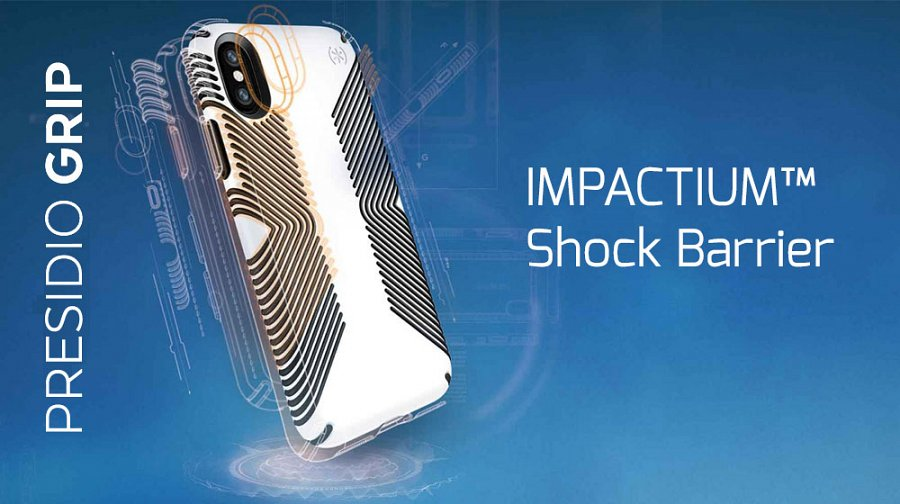 PRESIDIO GRIP
IMPACTIUM™
Shock Barrier